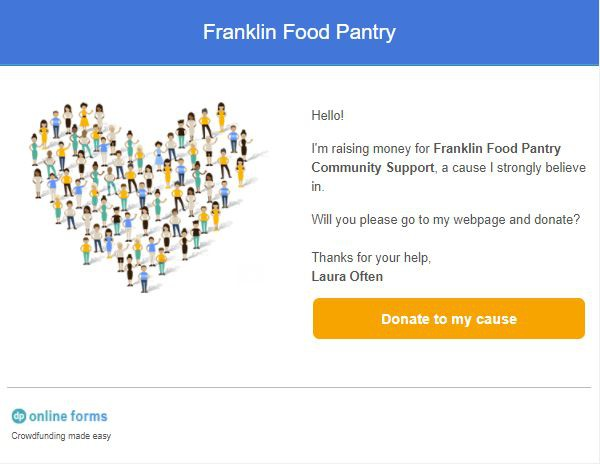 Franklin Food Pantry
Hello!
I'm raising money for Franklin Food Pantry
Community Support, a cause I strongly believe
in.
Will you please go to my webpage and donate?
Thanks for your help,
Laura Often
Donate to my cause
dp online forms
Crowdfunding made easy